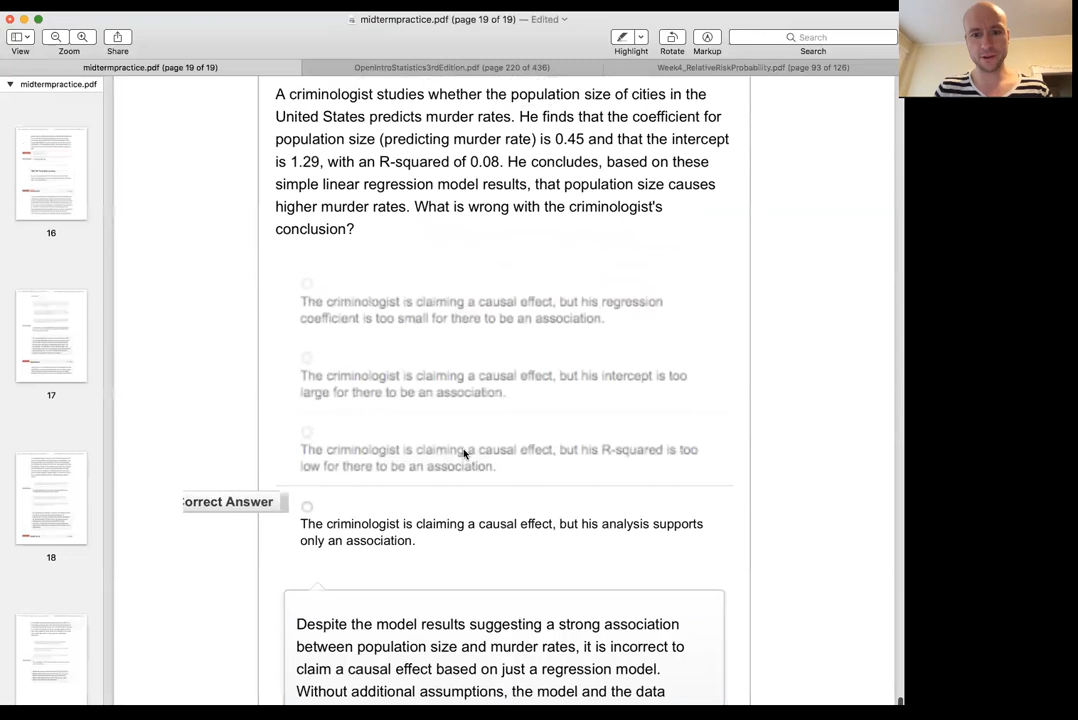 midtermpractice.pdf (page 19 of 19) — Edited
View
Zoom
Share
Highlight
Rotate
Markup
Search
Search
midtermpractice.pdf (page 19 of 19)
OpenIntroStatistics3rdEdition.pdf (page 220 of 436)
Week4_RelativeRiskProbability.pdf (page 93 of 126)
midtermpractice.pdf
16
17
18
A criminologist studies whether the population size of cities in the
United States predicts murder rates. He finds that the coefficient for
population size (predicting murder rate) is 0.45 and that the intercept
is 1.29, with an R-squared of 0.08. He concludes, based on these
simple linear regression model results, that population size causes
higher murder rates. What is wrong with the criminologist's
conclusion?
The criminologist is claiming a causal effect, but his regression
coefficient is too small for there to be an association.
The criminologist is claiming a causal effect, but his intercept is too
large for there to be an association.
The criminologist is claiming a causal effect, but his R-squared is too
low for there to be an association.
orrect Answer
The criminologist is claiming a causal effect, but his analysis supports
only an association.
Despite the model results suggesting a strong association
between population size and murder rates, it is incorrect to
claim a causal effect based on just a regression model.
Without additional assumptions, the model and the data